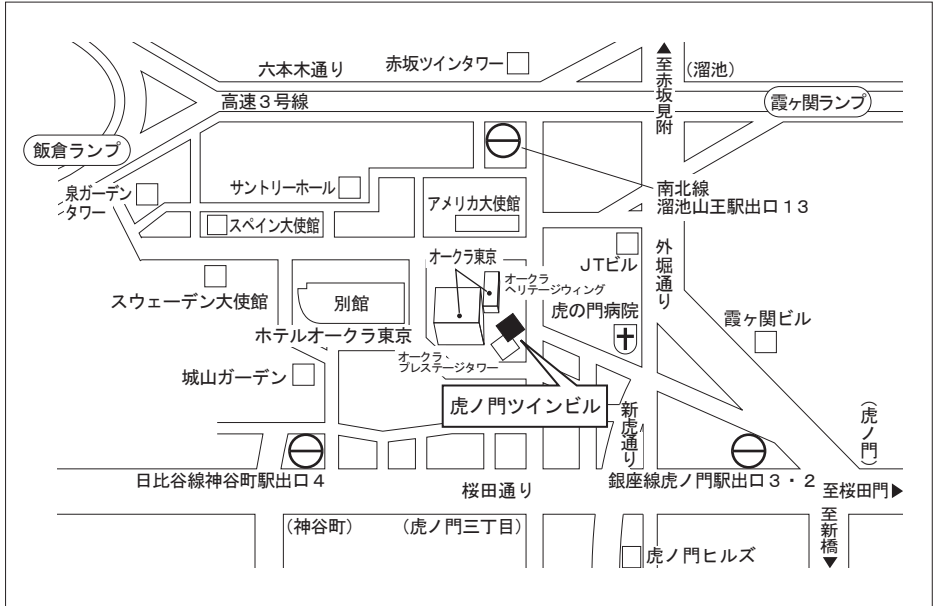 六本木通り
赤坂ツインタワー
▲至赤坂見附
(溜池)
高速3号線
霞ヶ関ランプ
飯倉ランプ
泉ガーデン
タワー
サントリーホール
アメリカ大使館
南北線
溜池山王駅出口13
スペイン大使館
オークラ東京
JTビル
外堀通り
オークラ
ヘリテージウィング
スウェーデン大使館
別館
虎の門病院
霞ヶ関ビル
ホテルオークラ東京
オークラ
プレステージタワー
城山ガーデン
虎ノ門ツインビル
新虎通り
(虎ノ門)
日比谷線神谷町駅出口4
桜田通り
銀座線虎ノ門駅出口3・2
至桜田門▶
(神谷町)
(虎ノ門三丁目)
至新橋▼
虎ノ門ヒルズ